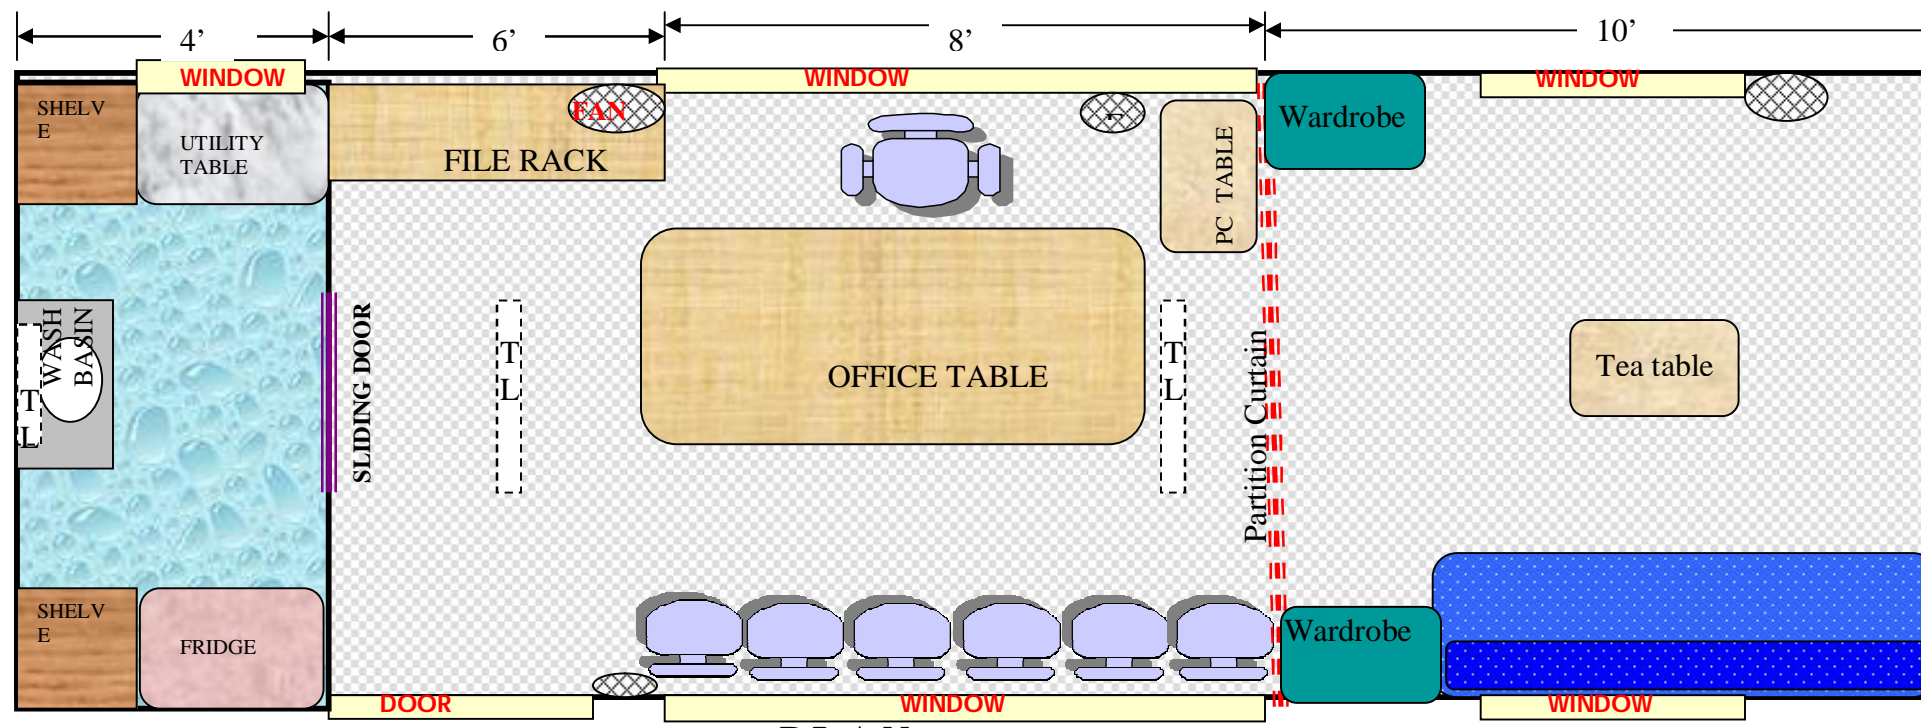 4’
6’
8’
10’
WINDOW
WINDOW
WINDOW
SHELV
E
UTILITY
TABLE
FAN
FILE RACK
PC TABLE
Wardrobe
WASH
BASIN
T
L
SLIDING DOOR
T
L
OFFICE TABLE
T
L
Partition Curtain
Tea table
SHELV
E
FRIDGE
Wardrobe
DOOR
WINDOW
WINDOW